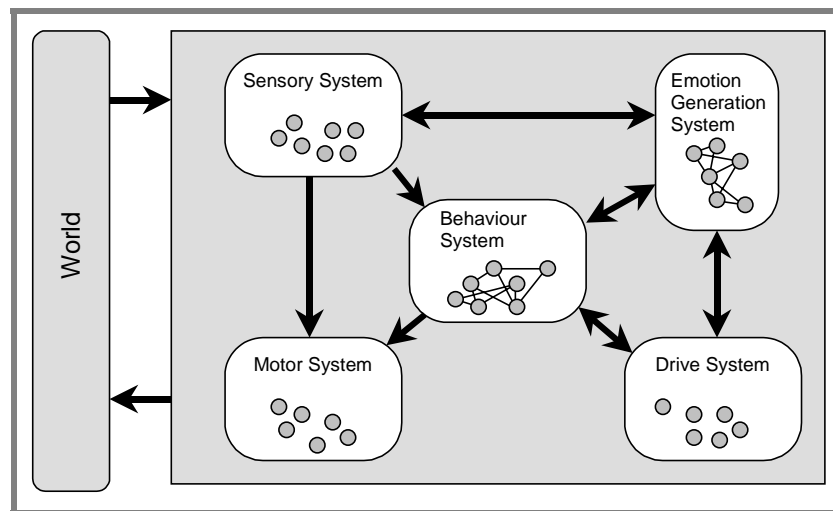 World
Sensory System
Emotion
Generation
System
Behaviour
System
Motor System
Drive System